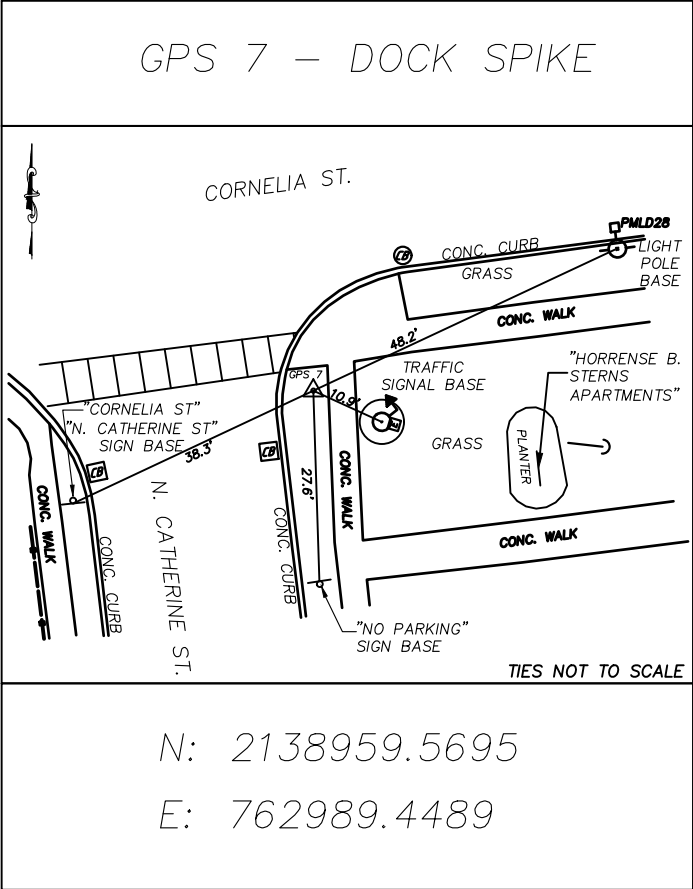 GPS 7 - DOCK SPIKE
CORNELIA ST.
PMLD28
CB
CONC. CURB
LIGHT
POLE
BASE
GRASS
CONC. WALK
48.2'
GPS 7
TRAFFIC
SIGNAL BASE
10.9'
"HORRENSE B.
STERNS
APARTMENTS"
"CORNELIA ST"
"N. CATHERINE ST"
SIGN BASE
38.3'
CB
CB
E
GRASS
PLANTER
27.6'
CONC. WALK
CONC. WALK
CONC. CURB
N. CATHERINE ST.
CONC. CURB
CONC. WALK
"NO PARKING"
SIGN BASE
TIES NOT TO SCALE
N: 2138959.5695
E: 762989.4489